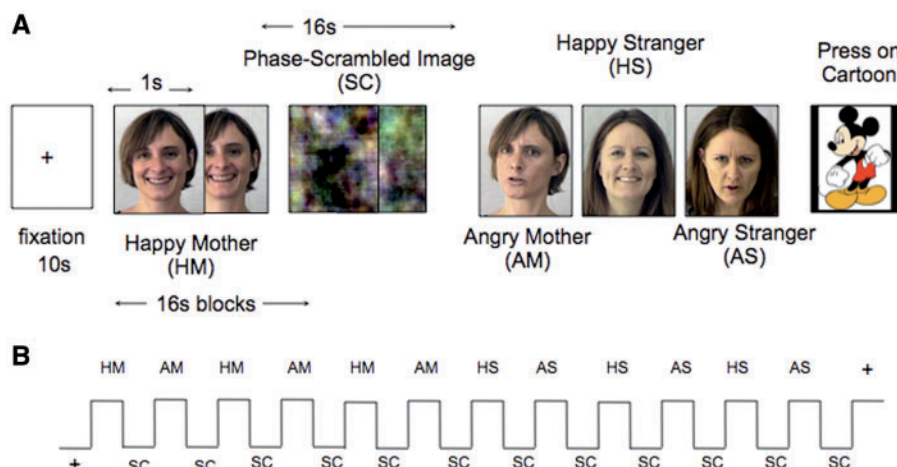 A
16s
Phase-Scrambled Image
(SC)
Happy Stranger
(HS)
Press on
Cartoon
1s
+
fixation
10s
Happy Mother
(HM)
Angry Mother
(AM)
Angry Stranger
(AS)
16s blocks
B
HM AM HM AM HM AM HS AS HS AS HS AS +
+ SC SC SC SC SC SC SC SC SC SC SC SC